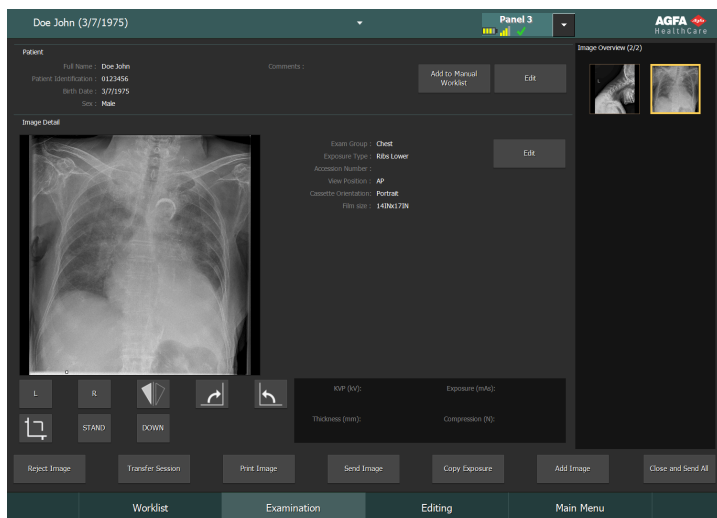 Doe John (3/7/1975)
Panel 3
AGFA
HealthCare
Patient
Full Name : Doe John
Patient Identification : 0123456
Birth Date : 3/7/1975
Sex : Male
Comments :
Add to Manual
Worklist
Edit
Image Overview (2/2)
Image Detail
Exam Group : Chest
Exposure Type : Ribs Lower
Accession Number :
View Position : AP
Cassette Orientation: Portrait
Film size : 14INx17IN
Edit
L
R
STAND
DOWN
KVP (kV):
Exposure (mAs):
Thickness (mm):
Compression (N):
Reject Image
Transfer Session
Print Image
Send Image
Copy Exposure
Add Image
Close and Send All
Worklist
Examination
Editing
Main Menu